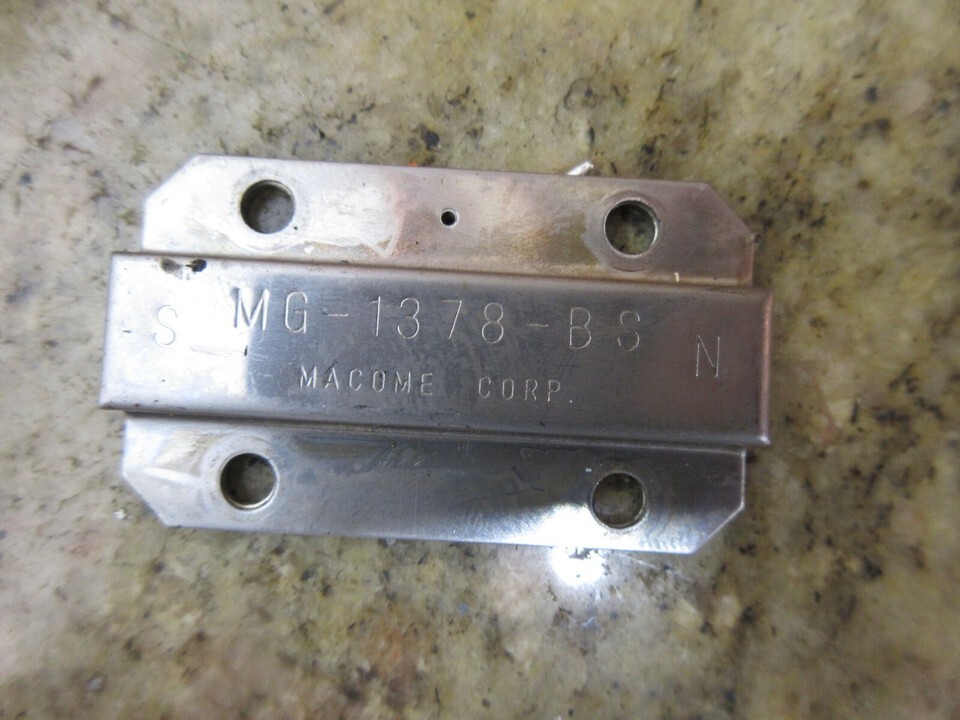 S MG-1378-BS N
MACOME CORP.